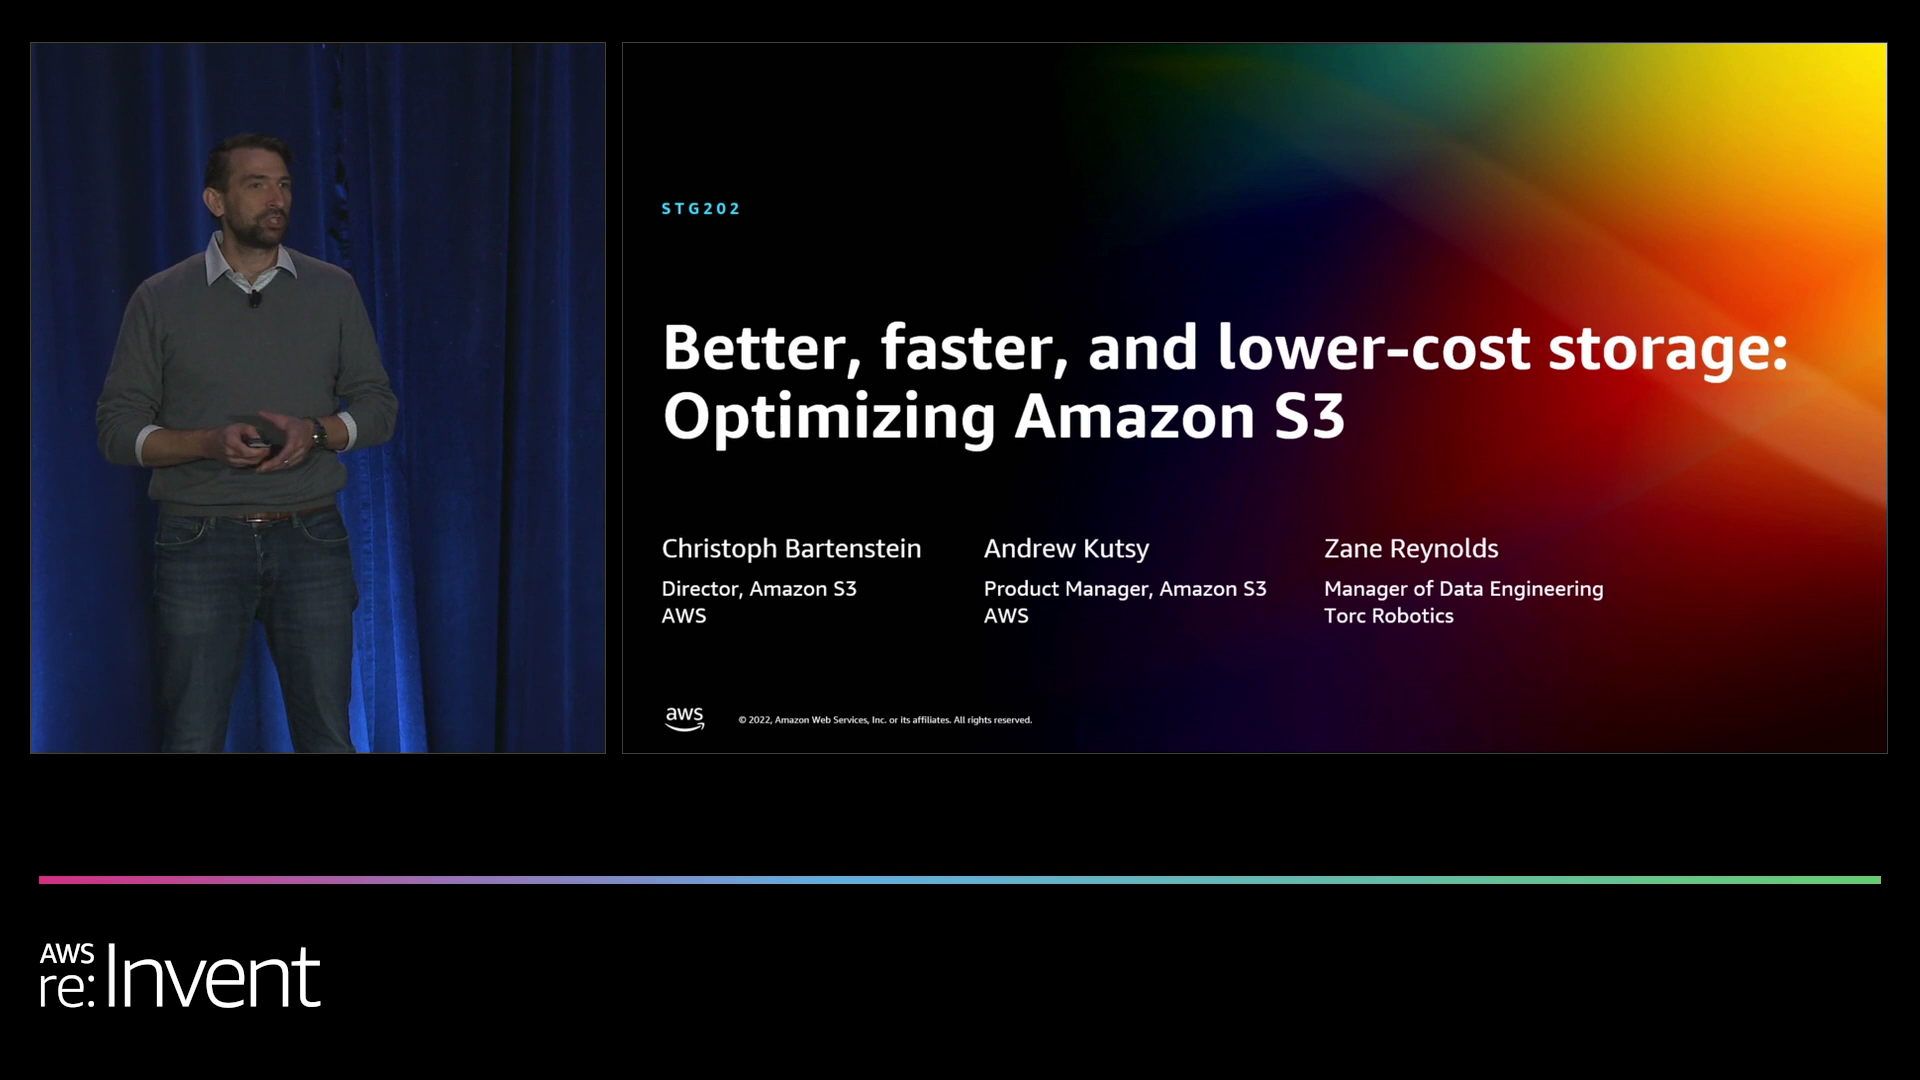 STG202
Better, faster, and lower-cost storage:
Optimizing Amazon S3
Christoph Bartenstein
Director, Amazon S3
AWS
Andrew Kutsy
Product Manager, Amazon S3
AWS
Zane Reynolds
Manager of Data Engineering
Torc Robotics
aws
© 2022, Amazon Web Services, Inc. or its affiliates. All rights reserved.
AWS
re:Invent